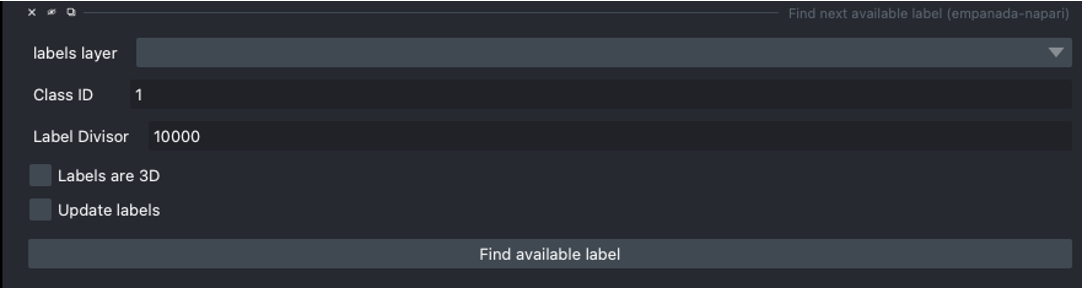 Find next available label (empanada-napari)
labels layer
Class ID 1
Label Divisor 10000
Labels are 3D
Update labels
Find available label